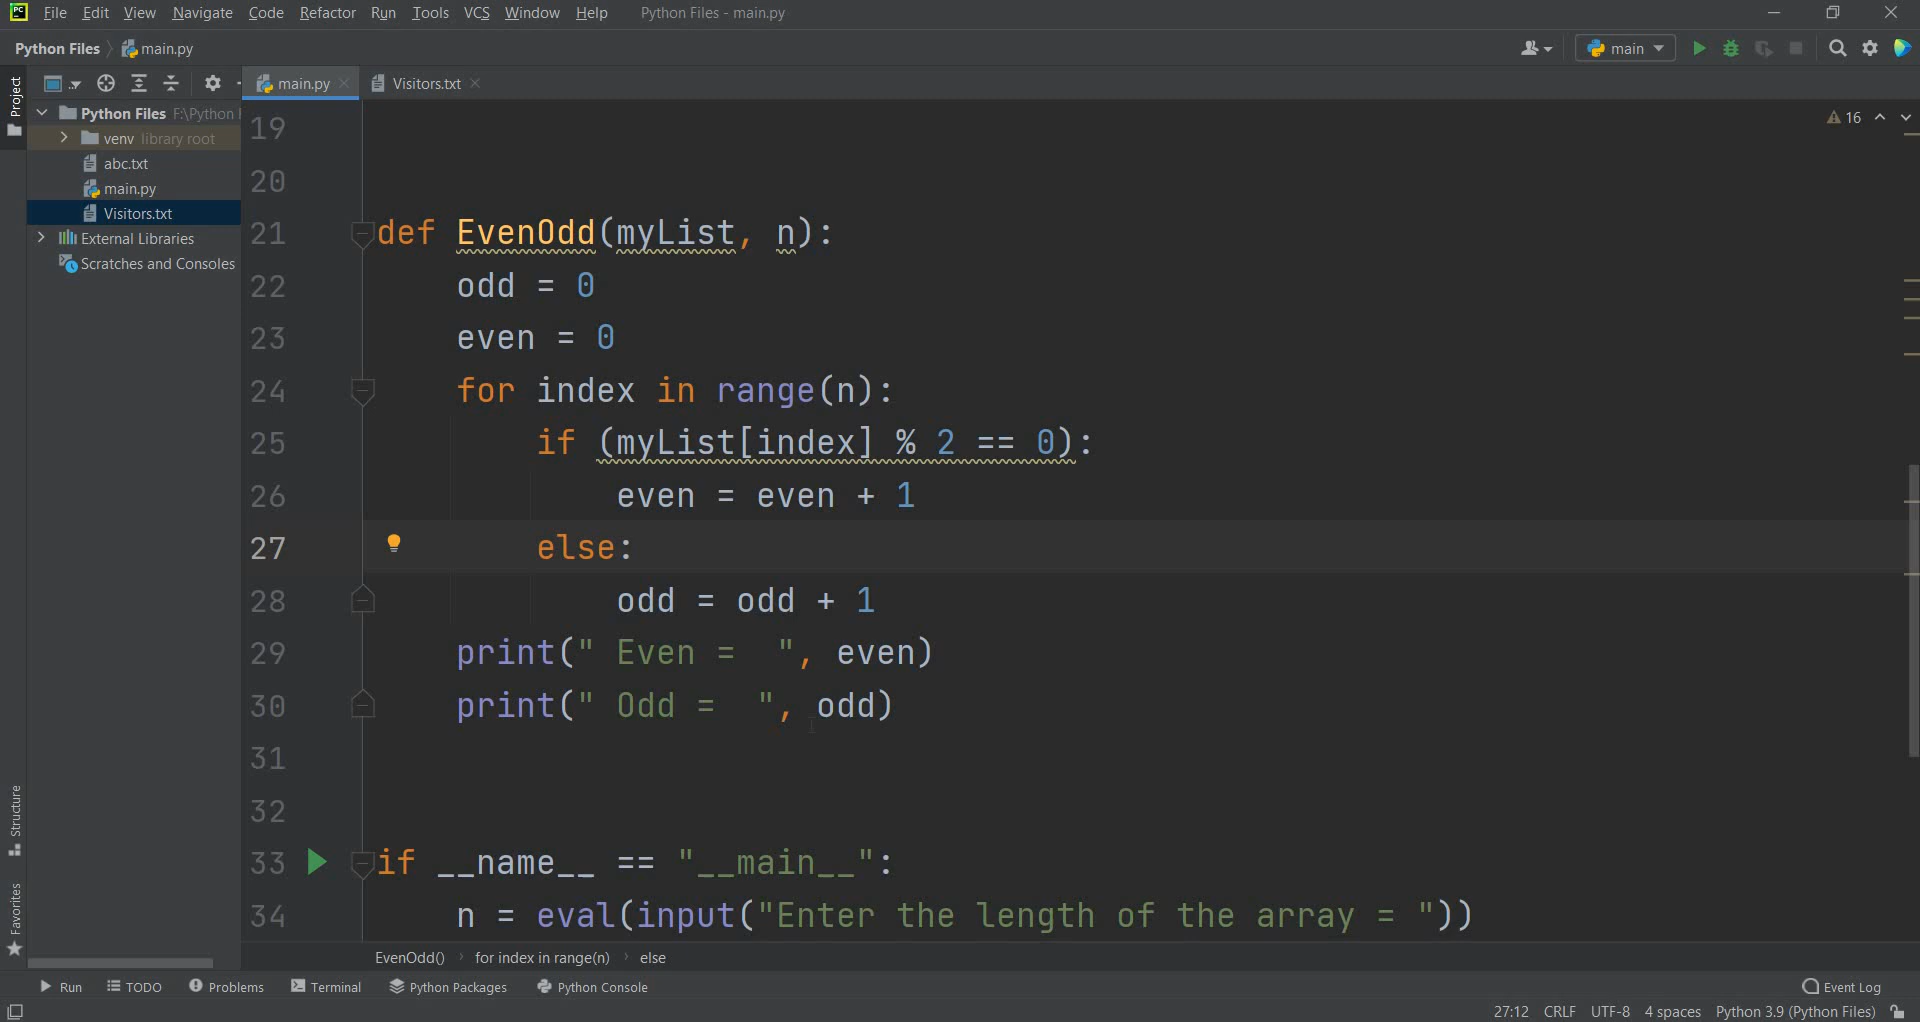 PC File Edit View Navigate Code Refactor Run Tools VCS Window Help Python Files - main.py
Python Files main.py main
Project main.py Visitors.txt
Python Files F:\Python
venv library root
abc.txt
main.py
Visitors.txt
External Libraries
Scratches and Consoles
16
19
20
21 def EvenOdd(myList, n):
22 odd = 0
23 even = 0
24 for index in range(n):
25 if (myList[index] % 2 == 0):
26 even = even + 1
27 else:
28 odd = odd + 1
29 print(" Even =  ", even)
30 print(" Odd =  ", odd)
31
32
33 if __name__ == "__main__":
34 n = eval(input("Enter the length of the array = "))
Structure
Favorites
EvenOdd() for index in range(n) else
Run TODO Problems Terminal Python Packages Python Console Event Log
27:12 CRLF UTF-8 4 spaces Python 3.9 (Python Files)